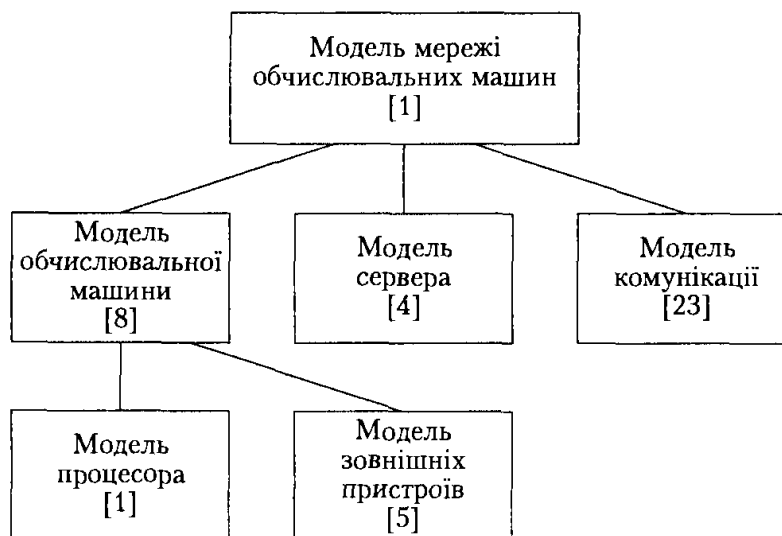 Модель мережі
обчислювальних машин
[1]
Модель
обчислювальної
машини
[8]
Модель
сервера
[4]
Модель
комунікації
[23]
Модель
процесора
[1]
Модель
зовнішніх
пристроїв
[5]